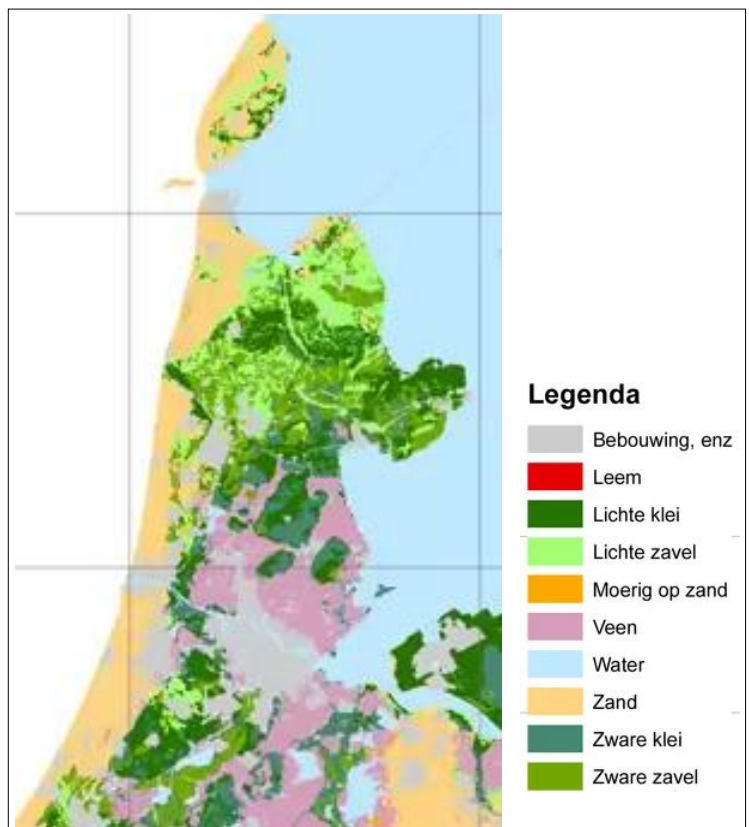 Legenda
Bebouwing, enz
Leem
Lichte klei
Lichte zavel
Moerig op zand
Veen
Water
Zand
Zware klei
Zware zavel